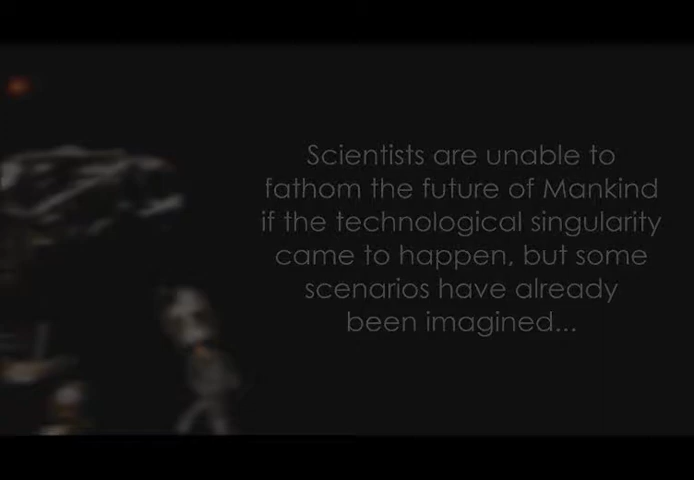 Scientists are unable to
fathom the future of Mankind
if the technological singularity
came to happen, but some
scenarios have already
been imagined...